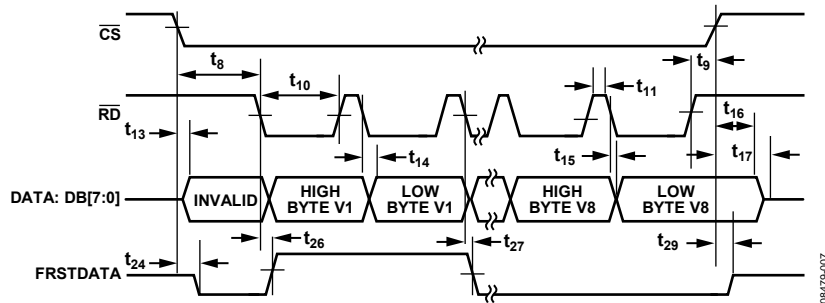 CS
t8
t9
t10
t11
RD
t16
t13
t14
t15
t17
DATA: DB[7:0]
INVALID
HIGH BYTE V1
LOW BYTE V1
HIGH BYTE V8
LOW BYTE V8
t24
t26
t27
t29
FRSTDATA
08479-007